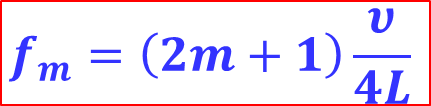 f_m = (2m + 1) υ/4L